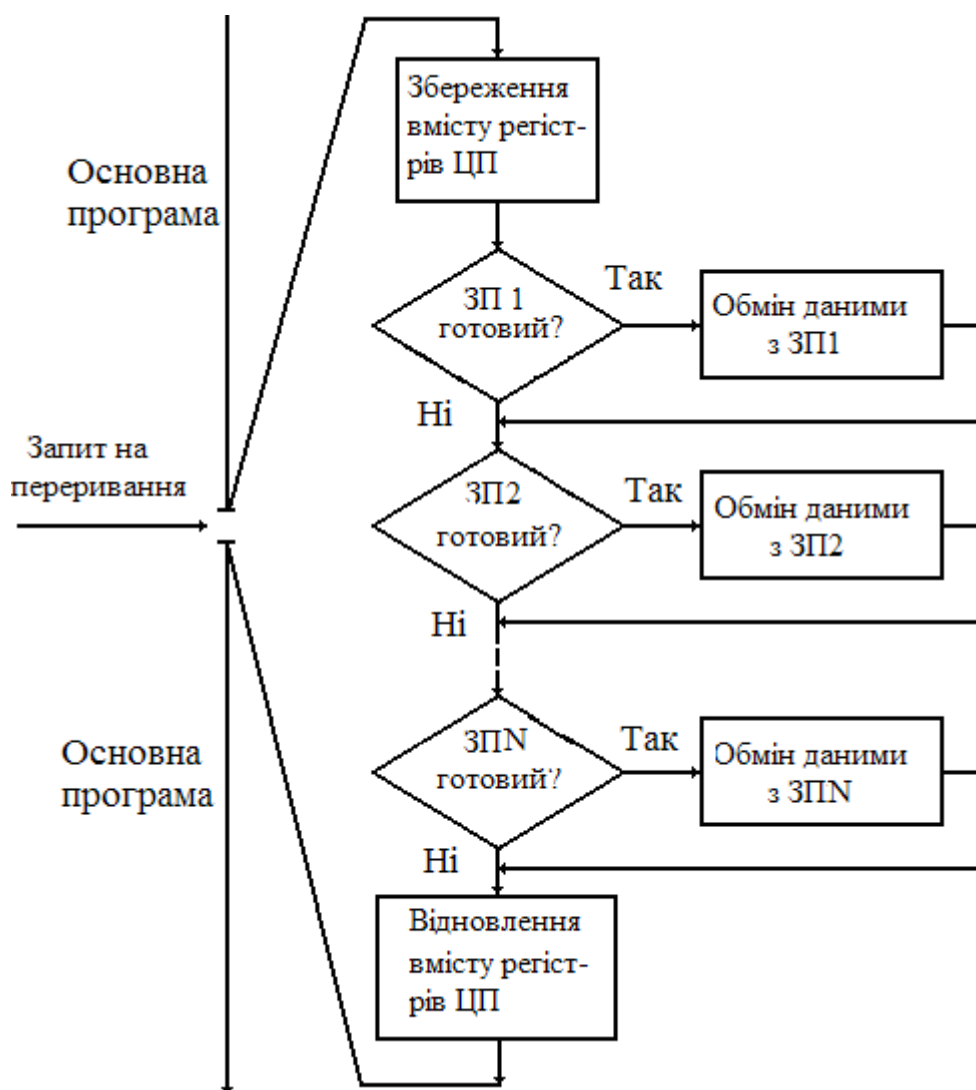 Збереження
вмісту регіст-
рів ЦП
Основна
програма
ЗП 1
готовий?
Так
Обмін даними
з ЗП1
Ні
Запит на
переривання
ЗП2
готовий?
Так
Обмін даними
з ЗП2
Ні
Основна
програма
ЗПN
готовий?
Так
Обмін даними
з ЗПN
Ні
Відновлення
вмісту регіст-
рів ЦП